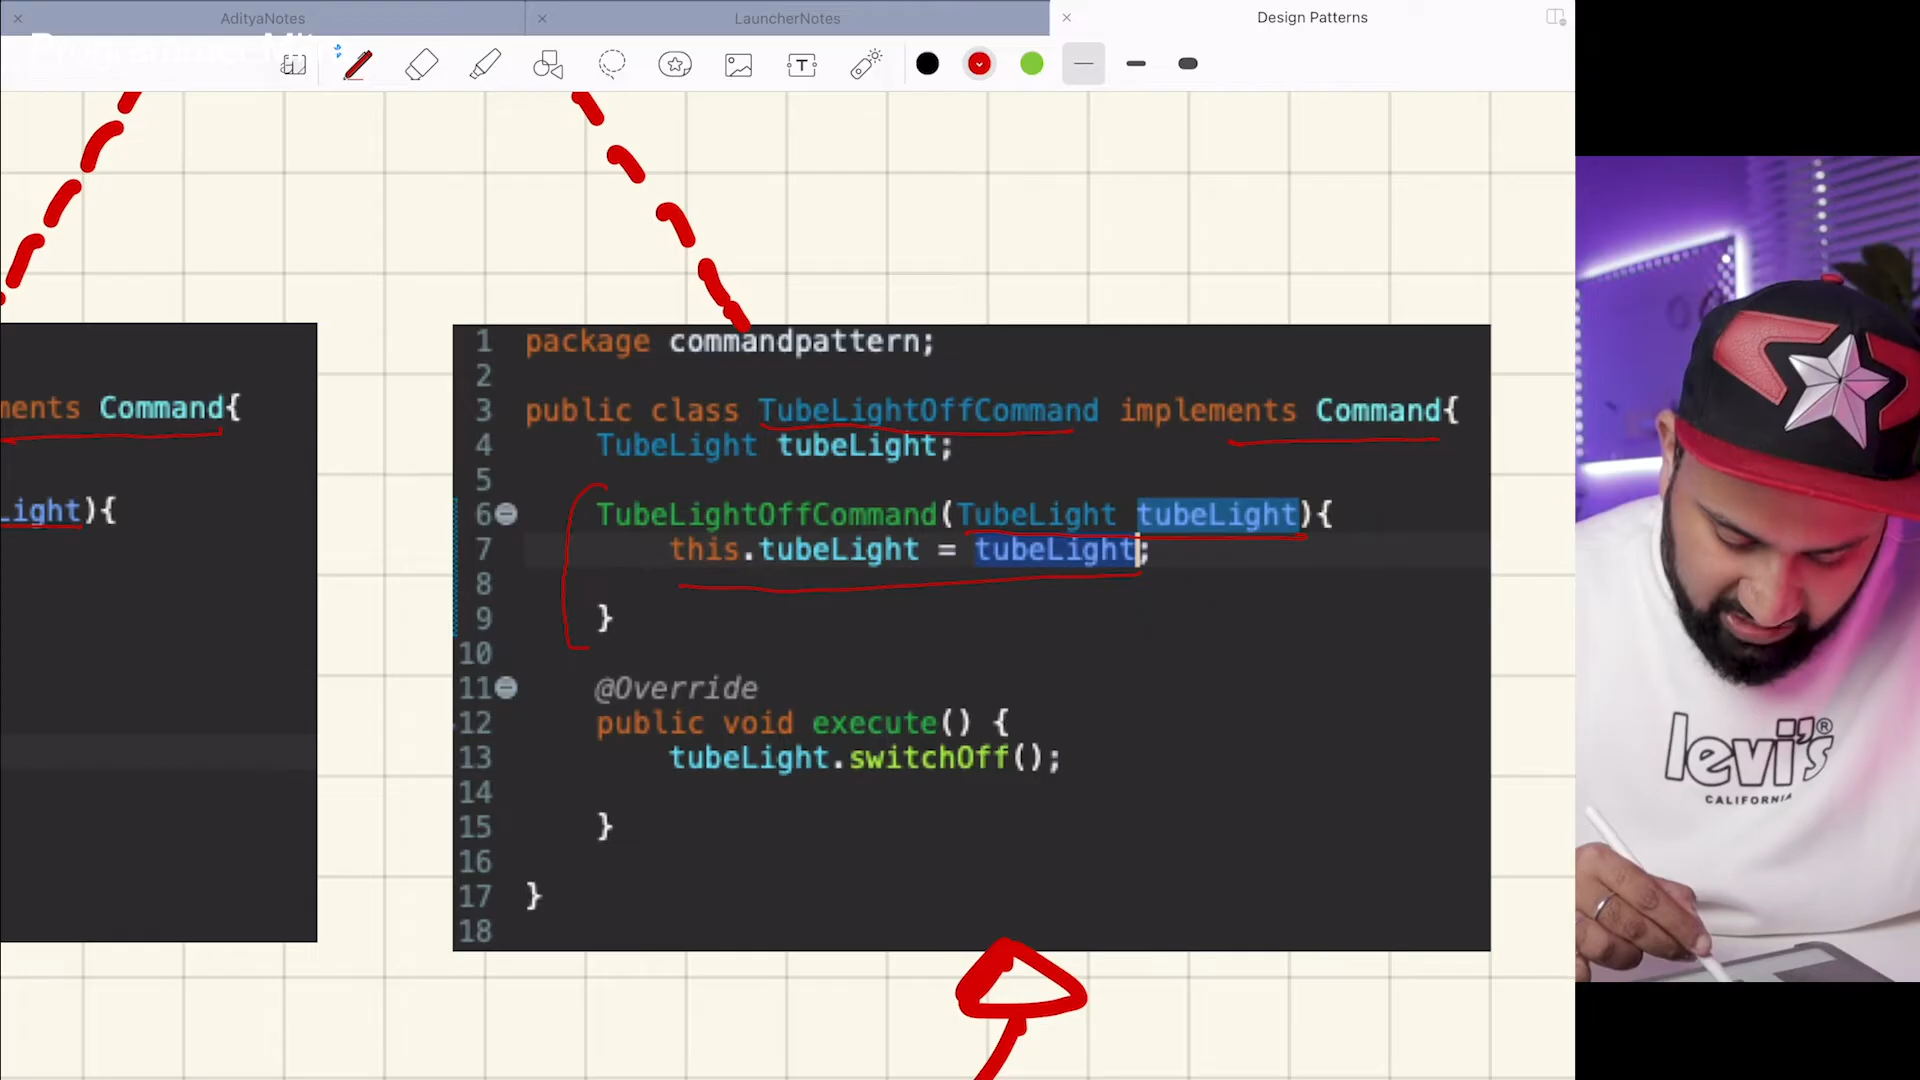 AdityaNotes
LauncherNotes
Design Patterns
T
ments Command{
Light){
1 package commandpattern;
2
3 public class TubeLightOffCommand implements Command{
4 TubeLight tubeLight;
5
6 TubeLightOffCommand(TubeLight tubeLight){
7 this.tubeLight = tubeLight;
8
9 }
10
11 @Override
12 public void execute() {
13 tubeLight.switchOff();
14
15 }
16
17 }
18
levi's®
CALIFORNIA